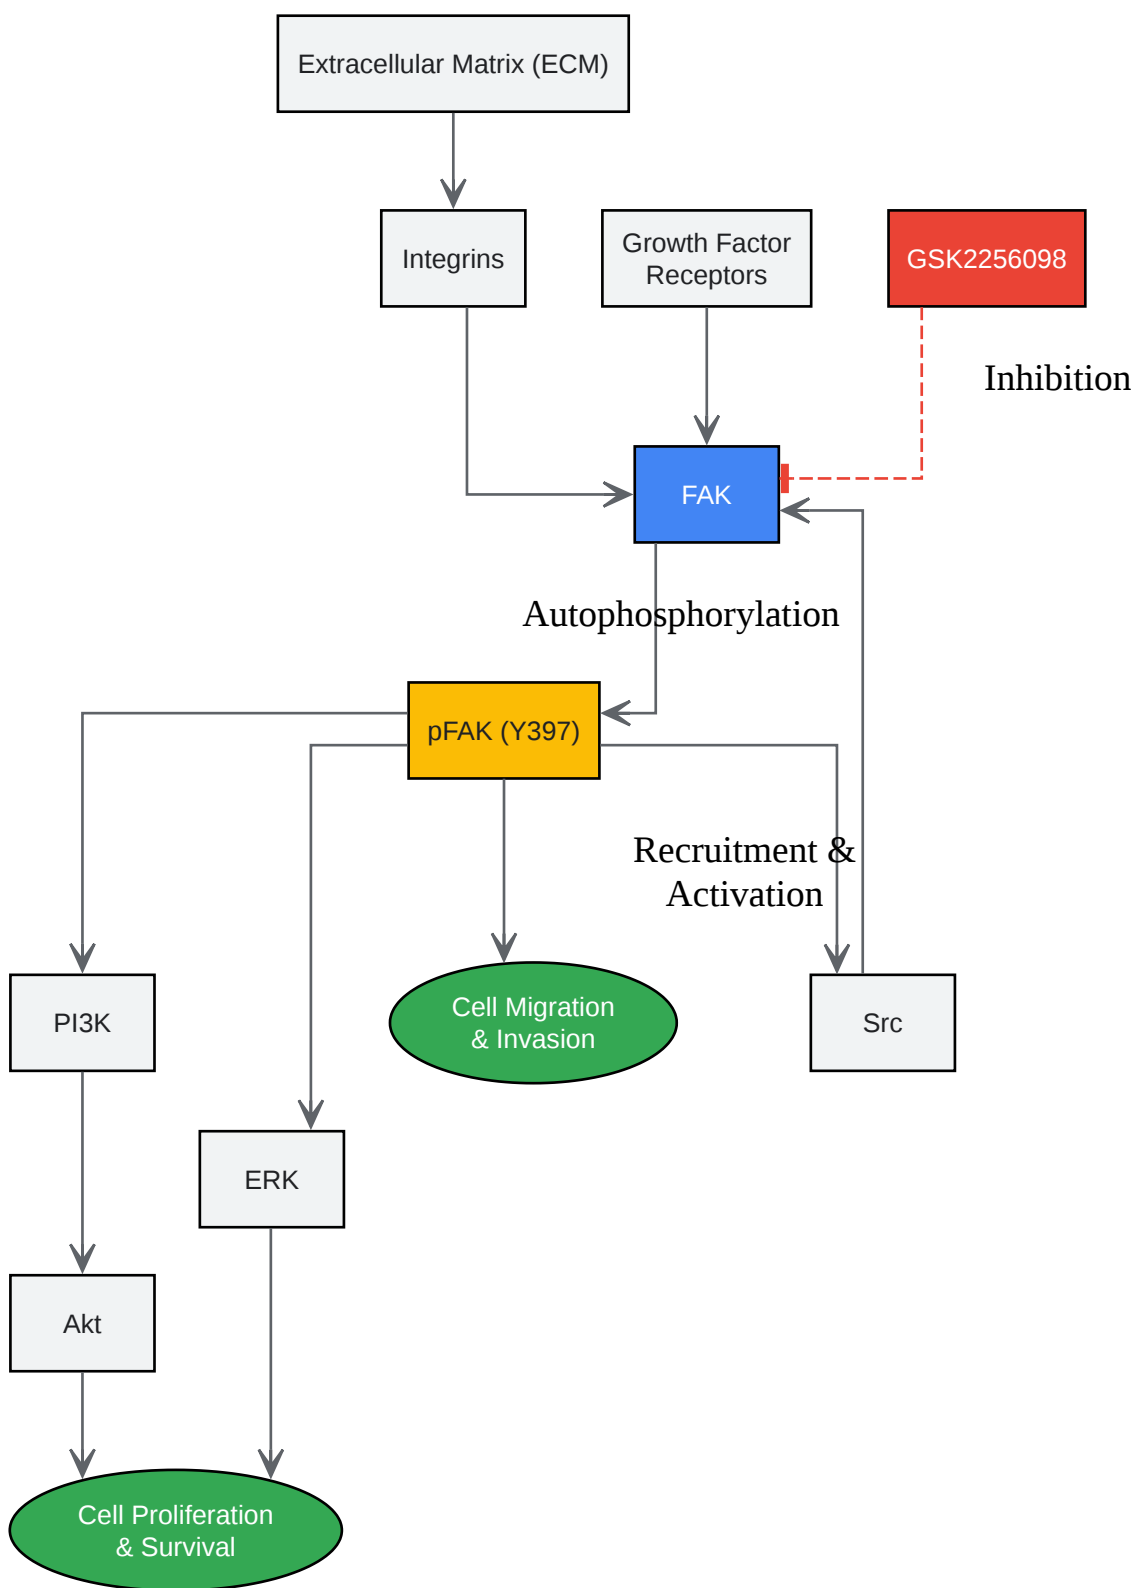 Extracellular Matrix (ECM)
Integrins
Growth Factor
Receptors
GSK2256098
Inhibition
FAK
Autophosphorylation
pFAK (Y397)
Recruitment &
Activation
PI3K
Cell Migration
& Invasion
Src
ERK
Akt
Cell Proliferation
& Survival